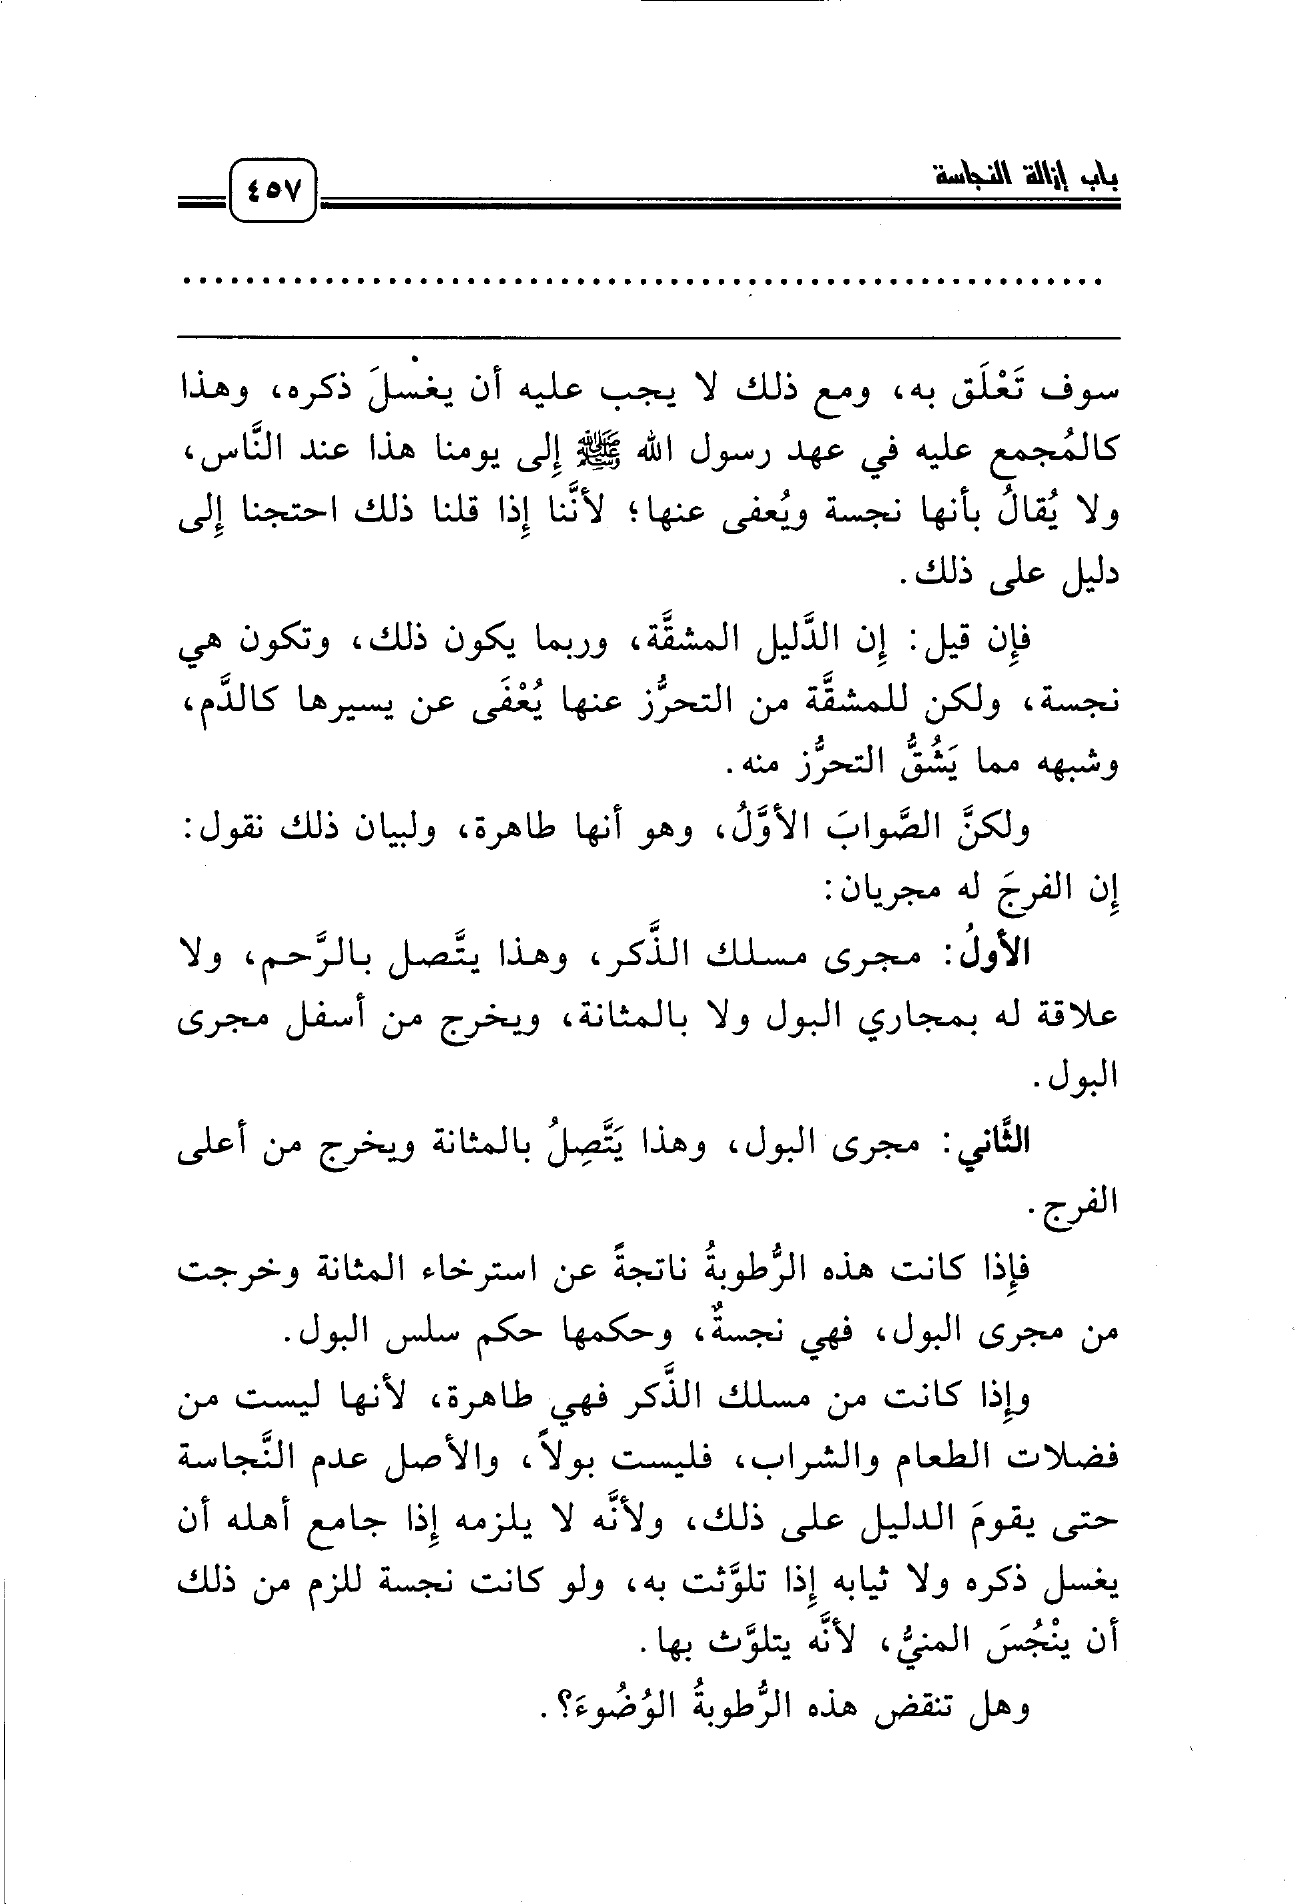 باب إزالة النجاسة
٤٥٧
سوف تَعْلَق به، ومع ذلك لا يجب عليه أن يغْسلَ ذكره، وهذا
كالمُجمع عليه في عهد رسول الله ﷺ إلى يومنا هذا عند النَّاس،
ولا يُقالُ بأنها نجسة ويُعفى عنها؛ لأنَّنا إذا قلنا ذلك احتجنا إلى
دليل على ذلك.
فإن قيل: إن الدَّليل المشقَّة، وربما يكون ذلك، وتكون هي
نجسة، ولكن للمشقَّة من التحرُّز عنها يُعْفَى عن يسيرها كالدَّم،
وشبهه مما يَشُقُّ التحرُّز منه.
ولكنَّ الصَّوابَ الأوَّلُ، وهو أنها طاهرة، ولبيان ذلك نقول:
إن الفرجَ له مجريان:
الأولُ: مجرى مسلك الذَّكر، وهذا يتَّصل بالرَّحم، ولا
علاقة له بمجاري البول ولا بالمثانة، ويخرج من أسفل مجرى
البول.
الثَّاني: مجرى البول، وهذا يَتَّصِلُ بالمثانة ويخرج من أعلى
الفرج.
فإذا كانت هذه الرُّطوبةُ ناتجةً عن استرخاء المثانة وخرجت
من مجرى البول، فهي نجسةٌ، وحكمها حكم سلس البول.
وإذا كانت من مسلك الذَّكر فهي طاهرة، لأنها ليست من
فضلات الطعام والشراب، فليست بولاً، والأصل عدم النَّجاسة
حتى يقومَ الدليل على ذلك، ولأنَّه لا يلزمه إذا جامع أهله أن
يغسل ذكره ولا ثيابه إذا تلوَّثت به، ولو كانت نجسة للزم من ذلك
أن ينْجُسَ المنيُّ، لأنَّه يتلوَّث بها.
وهل تنقض هذه الرُّطوبةُ الوُضُوءَ؟.